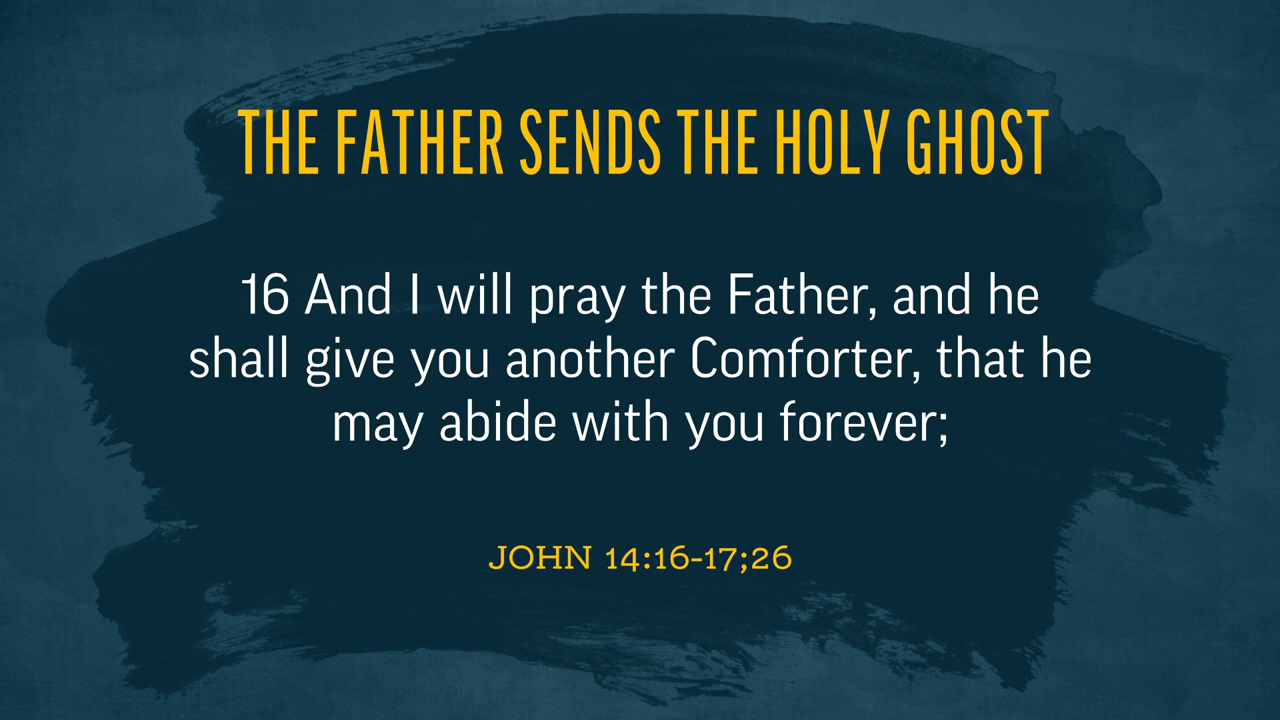 THE FATHER SENDS THE HOLY GHOST
16 And I will pray the Father, and he
shall give you another Comforter, that he
may abide with you forever;
JOHN 14:16-17;26